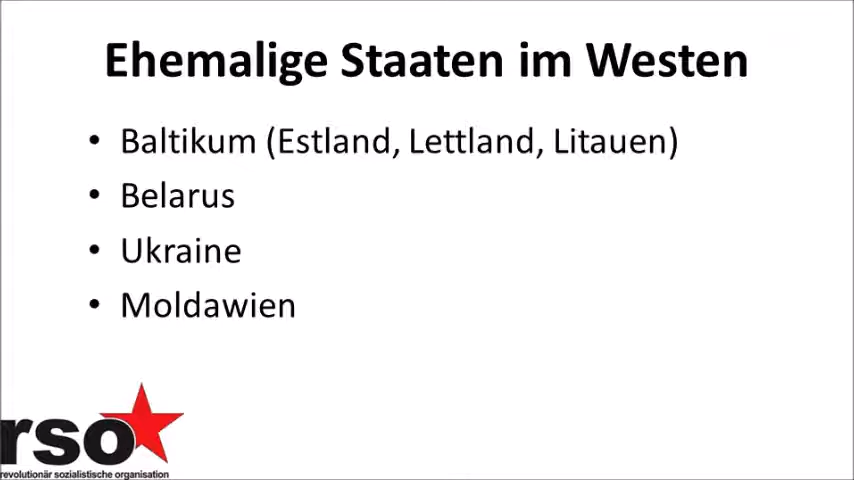 Ehemalige Staaten im Westen
• Baltikum (Estland, Lettland, Litauen)
• Belarus
• Ukraine
• Moldawien
rso
revolutionär sozialistische organisation